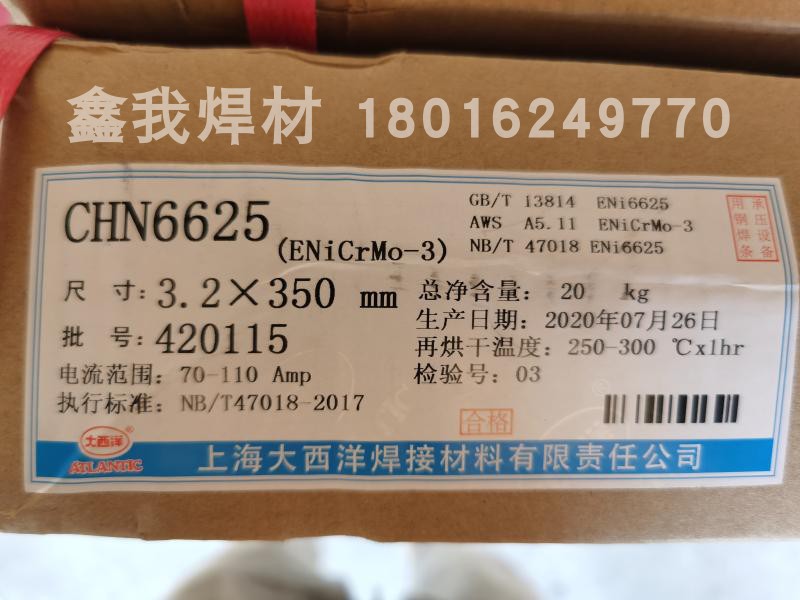 鑫我焊材 18016249770
CHN6625
(ENiCrMo-3)
GB/T 13814 ENi6625
AWS A5.11 ENiCrMo-3
NB/T 47018 ENi6625
承压设备
用钢焊条
尺 寸: 3.2×350 mm
总净含量: 20 kg
批 号: 420115
生产日期: 2020年07月26日
再烘干温度: 250-300 ℃x1hr
电流范围: 70-110 Amp
检验号: 03
执行标准: NB/T47018-2017
合格
大西洋
ATLANTIC
上海大西洋焊接材料有限责任公司